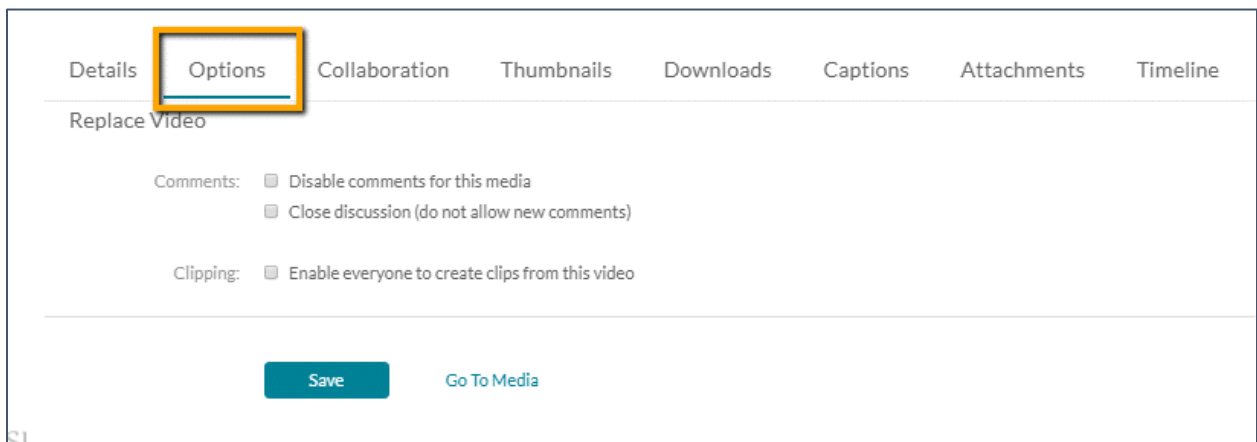 Details Options Collaboration Thumbnails Downloads Captions Attachments Timeline
Replace Video
Comments: Disable comments for this media
Close discussion (do not allow new comments)
Clipping: Enable everyone to create clips from this video
Save Go To Media